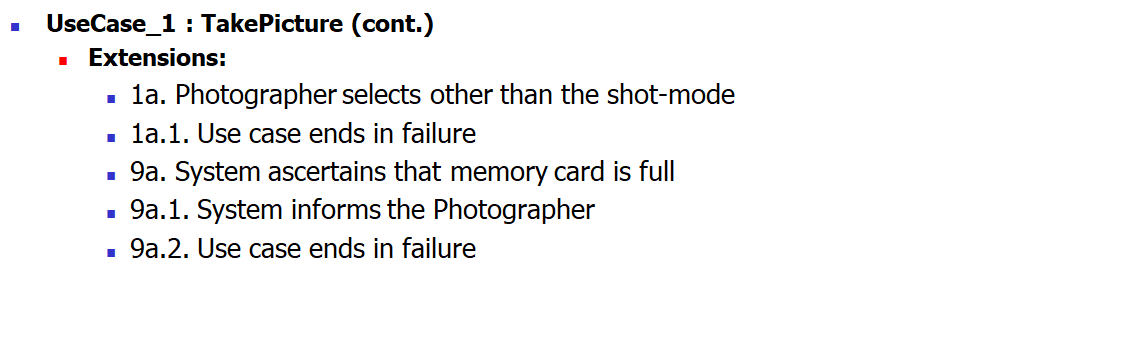 UseCase_1 : TakePicture (cont.)
Extensions:
1a. Photographer selects other than the shot-mode
1a.1. Use case ends in failure
9a. System ascertains that memory card is full
9a.1. System informs the Photographer
9a.2. Use case ends in failure